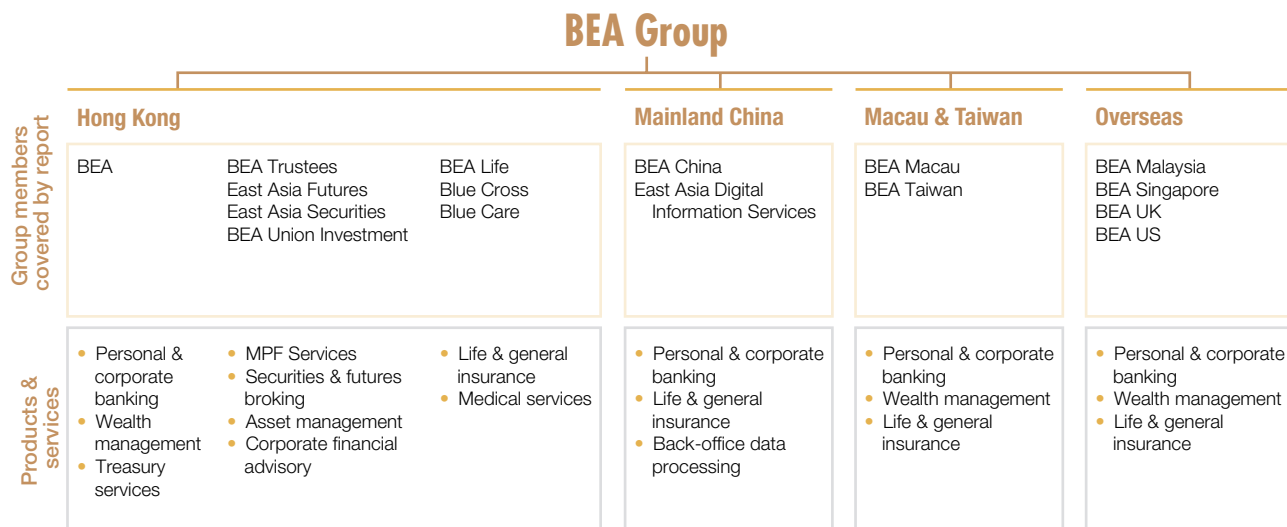 BEA Group
Hong Kong
Mainland China
Macau & Taiwan
Overseas
Group members
covered by report
BEA
BEA Trustees
East Asia Futures
East Asia Securities
BEA Union Investment
BEA Life
Blue Cross
Blue Care
BEA China
East Asia Digital
Information Services
BEA Macau
BEA Taiwan
BEA Malaysia
BEA Singapore
BEA UK
BEA US
Products &
services
• Personal &
corporate
banking
• Wealth
management
• Treasury
services
• MPF Services
• Securities & futures
broking
• Asset management
• Corporate financial
advisory
• Life & general
insurance
• Medical services
• Personal & corporate
banking
• Life & general
insurance
• Back-office data
processing
• Personal & corporate
banking
• Wealth management
• Life & general
insurance
• Personal & corporate
banking
• Wealth management
• Life & general
insurance